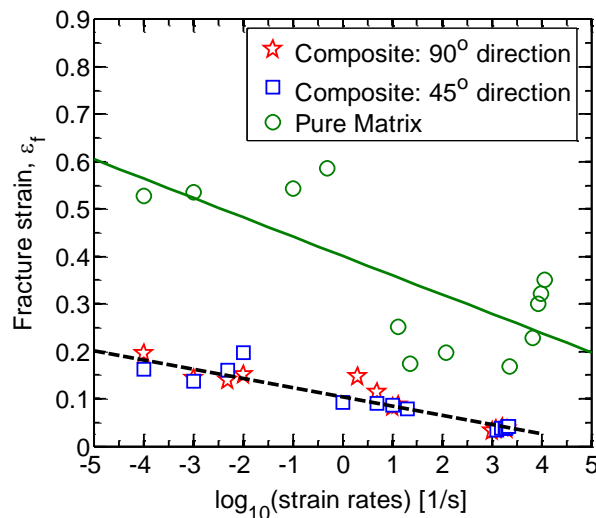 0.9
0.8
0.7
0.6
0.5
0.4
0.3
0.2
0.1
0
Fracture strain, ε_f
Composite: 90° direction
Composite: 45° direction
Pure Matrix
-5 -4 -3 -2 -1 0 1 2 3 4 5
log₁₀(strain rates) [1/s]